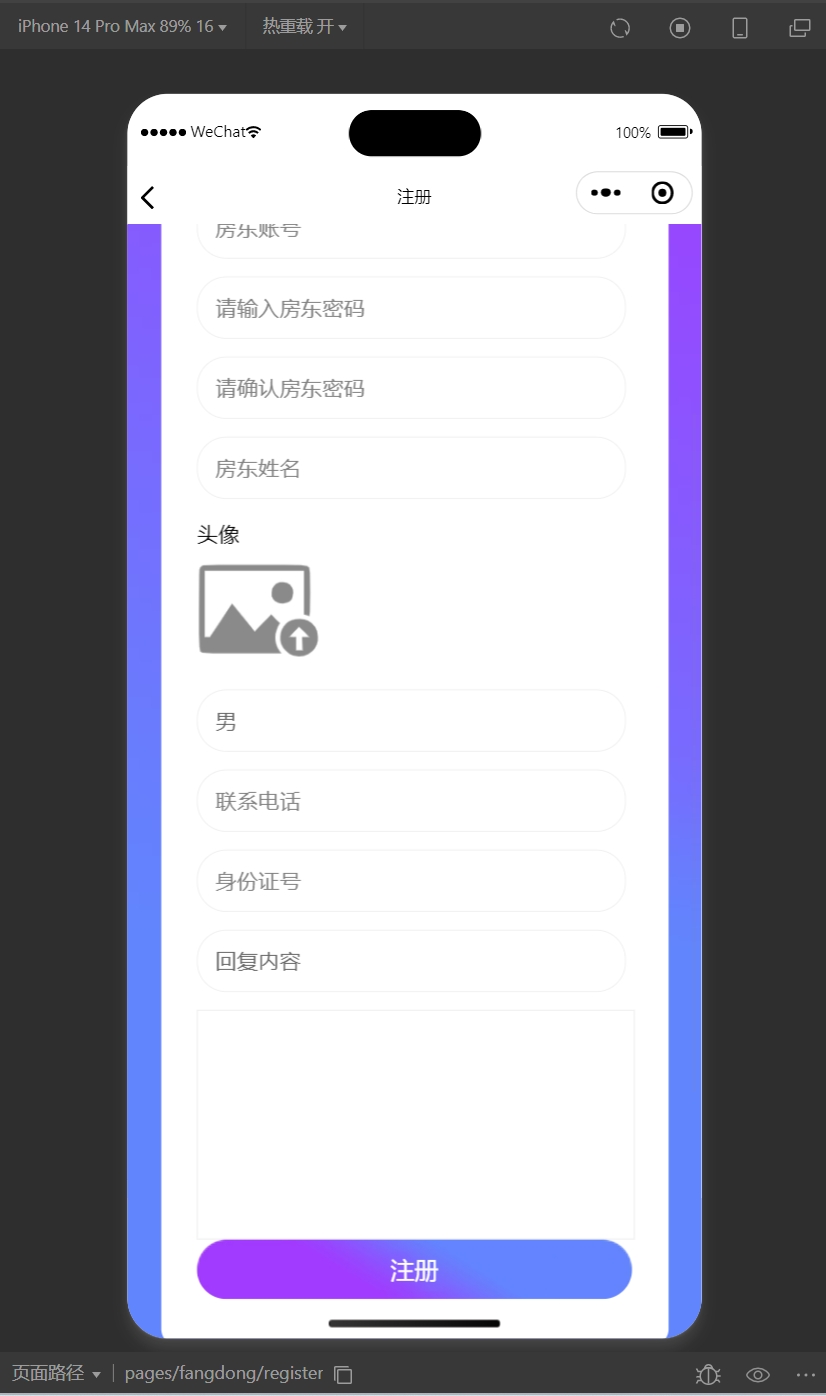 iPhone 14 Pro Max 89% 16 热重载 开
WeChat 100%
注册
房东账号
请输入房东密码
请确认房东密码
房东姓名
头像
男
联系电话
身份证号
回复内容
注册
页面路径 pages/fangdong/register